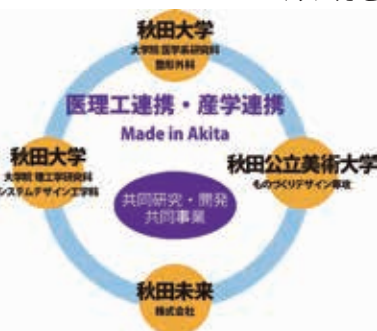 秋田大学
大学院 医学系研究科
整形外科
医理工連携・産学連携
Made in Akita
秋田大学
大学院 理工学研究科
システムデザイン工学科
秋田公立美術大学
ものづくりデザイン専攻
共同研究・開発
共同事業
秋田未来
株式会社